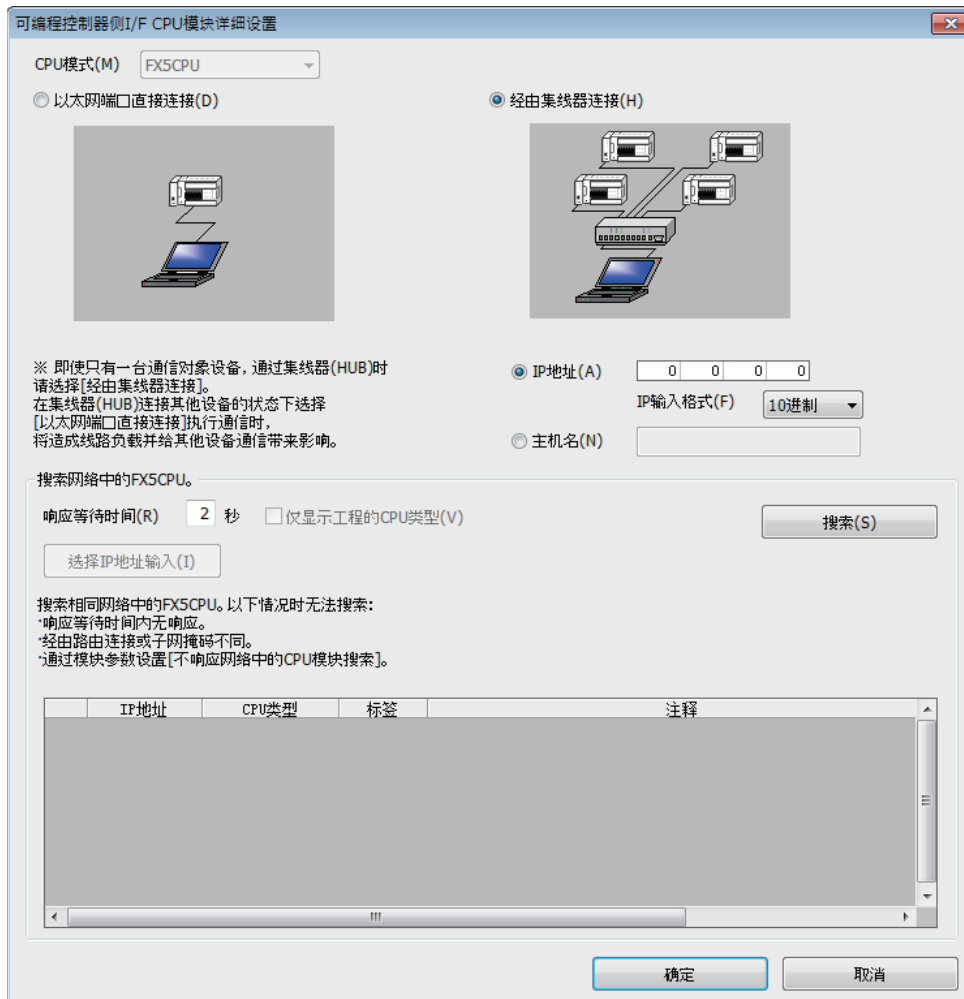 可编程控制器侧I/F CPU模块详细设置
CPU模式(M)
FX5CPU
以太网端口直接连接(D)
经由集线器连接(H)
※ 即使只有一台通信对象设备,通过集线器(HUB)时
请选择[经由集线器连接]。
在集线器(HUB)连接其他设备的状态下选择
[以太网端口直接连接]执行通信时,
将造成线路负载并给其他设备通信带来影响。
IP地址(A)
0 0 0 0
IP输入格式(F)
10进制
主机名(N)
搜索网络中的FX5CPU。
响应等待时间(R) 2 秒
仅显示工程的CPU类型(V)
搜索(S)
选择IP地址输入(I)
搜索相同网络中的FX5CPU。以下情况时无法搜索:
·响应等待时间内无响应。
·经由路由连接或子网掩码不同。
·通过模块参数设置[不响应网络中的CPU模块搜索]。
IP地址 CPU类型 标签 注释
确定 取消